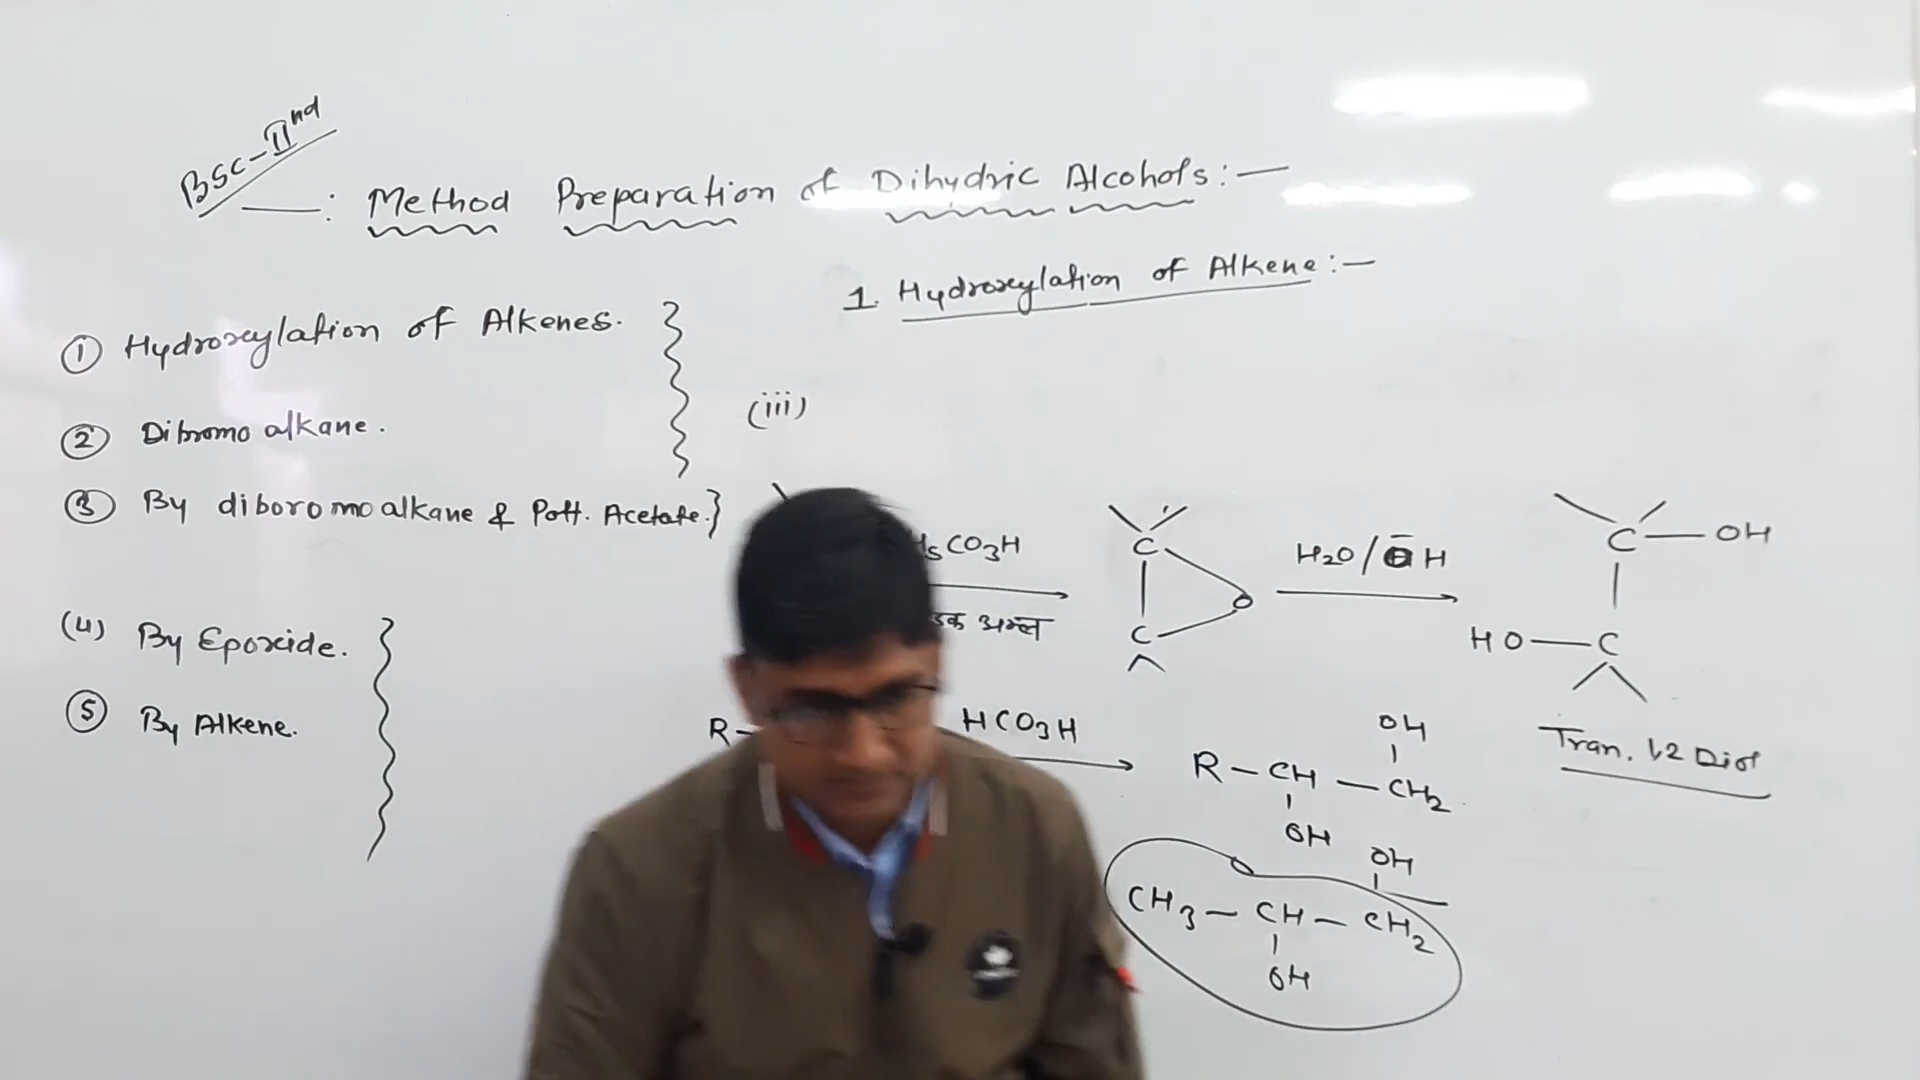 BSC-IInd
: Method Preparation of Dihydric Alcohols:—
① Hydroxylation of Alkenes.
② Dibromo alkane.
③ By diboromoalkane & Pott. Acetate.}
(4) By Epoxide.
⑤ By Alkene.
1. Hydroxylation of Alkene:—
(iii)
CO3H
अम्ल
C
C
O
H2O/ŌH
C—OH
HO—C
Tran. 1,2 Diol
R-
HCO3H
OH
R—CH—CH2
OH
OH
CH3—CH—CH2
OH